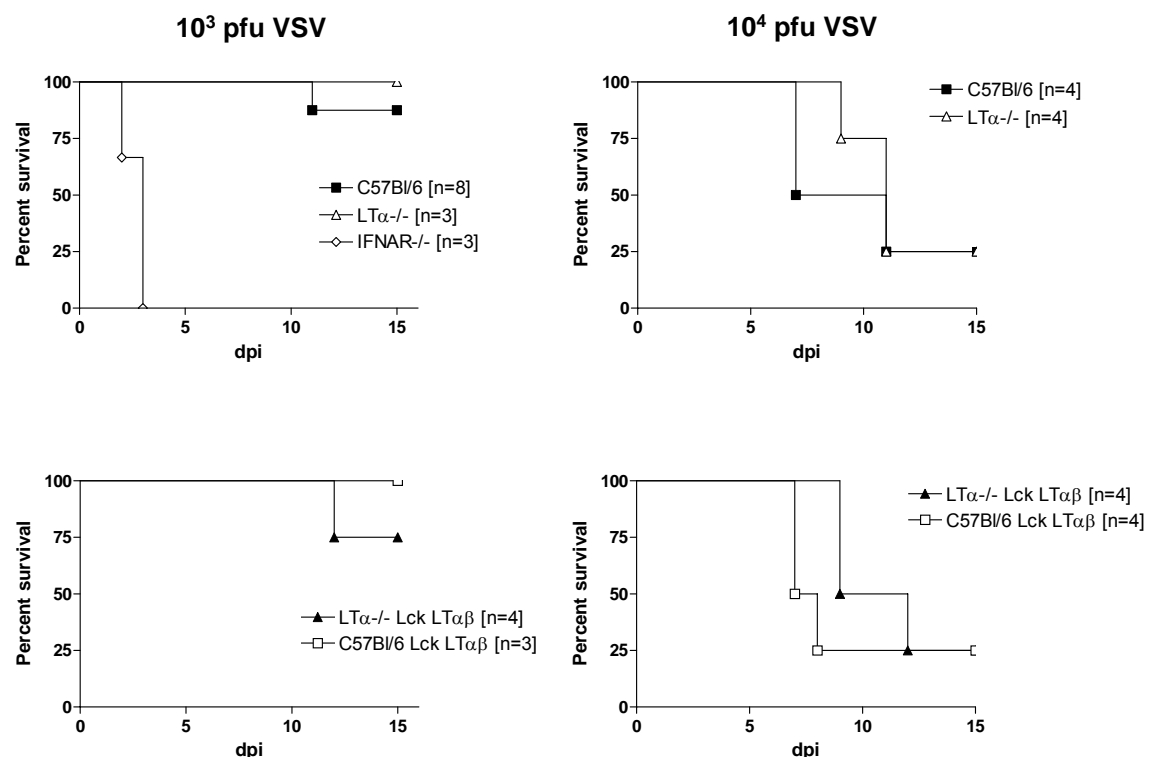 10³ pfu VSV
100
75
50
25
0
Percent survival
0 5 10 15
dpi
C57Bl/6 [n=8]
LTα-/- [n=3]
IFNAR-/- [n=3]
10⁴ pfu VSV
100
75
50
25
0
Percent survival
0 5 10 15
dpi
C57Bl/6 [n=4]
LTα-/- [n=4]
100
75
50
25
0
Percent survival
0 5 10 15
dpi
LTα-/- Lck LTαβ [n=4]
C57Bl/6 Lck LTαβ [n=3]
100
75
50
25
0
Percent survival
0 5 10 15
dpi
LTα-/- Lck LTαβ [n=4]
C57Bl/6 Lck LTαβ [n=4]